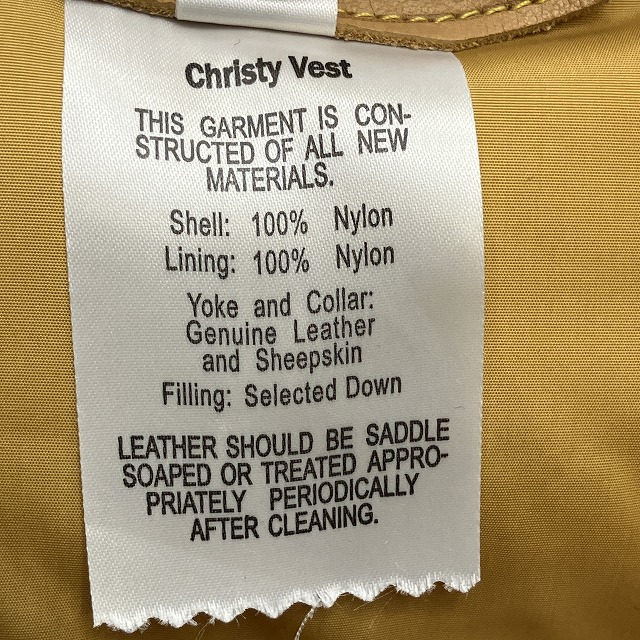 Christy Vest
THIS GARMENT IS CON-
STRUCTED OF ALL NEW
MATERIALS.
Shell: 100% Nylon
Lining: 100% Nylon
Yoke and Collar:
Genuine Leather
and Sheepskin
Filling: Selected Down
LEATHER SHOULD BE SADDLE
SOAPED OR TREATED APPRO-
PRIATELY PERIODICALLY
AFTER CLEANING.